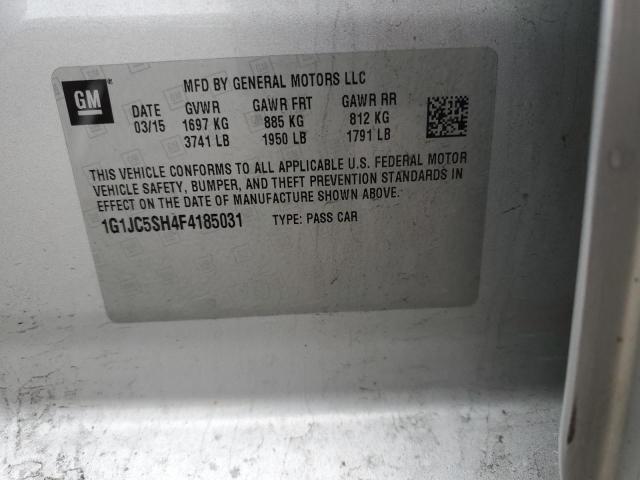 GM
MFD BY GENERAL MOTORS LLC
DATE GVWR GAWR FRT GAWR RR
03/15 1697 KG 885 KG 812 KG
3741 LB 1950 LB 1791 LB
THIS VEHICLE CONFORMS TO ALL APPLICABLE U.S. FEDERAL MOTOR
VEHICLE SAFETY, BUMPER, AND THEFT PREVENTION STANDARDS IN
EFFECT ON THE DATE OF MANUFACTURE SHOWN ABOVE.
1G1JC5SH4F4185031 TYPE: PASS CAR